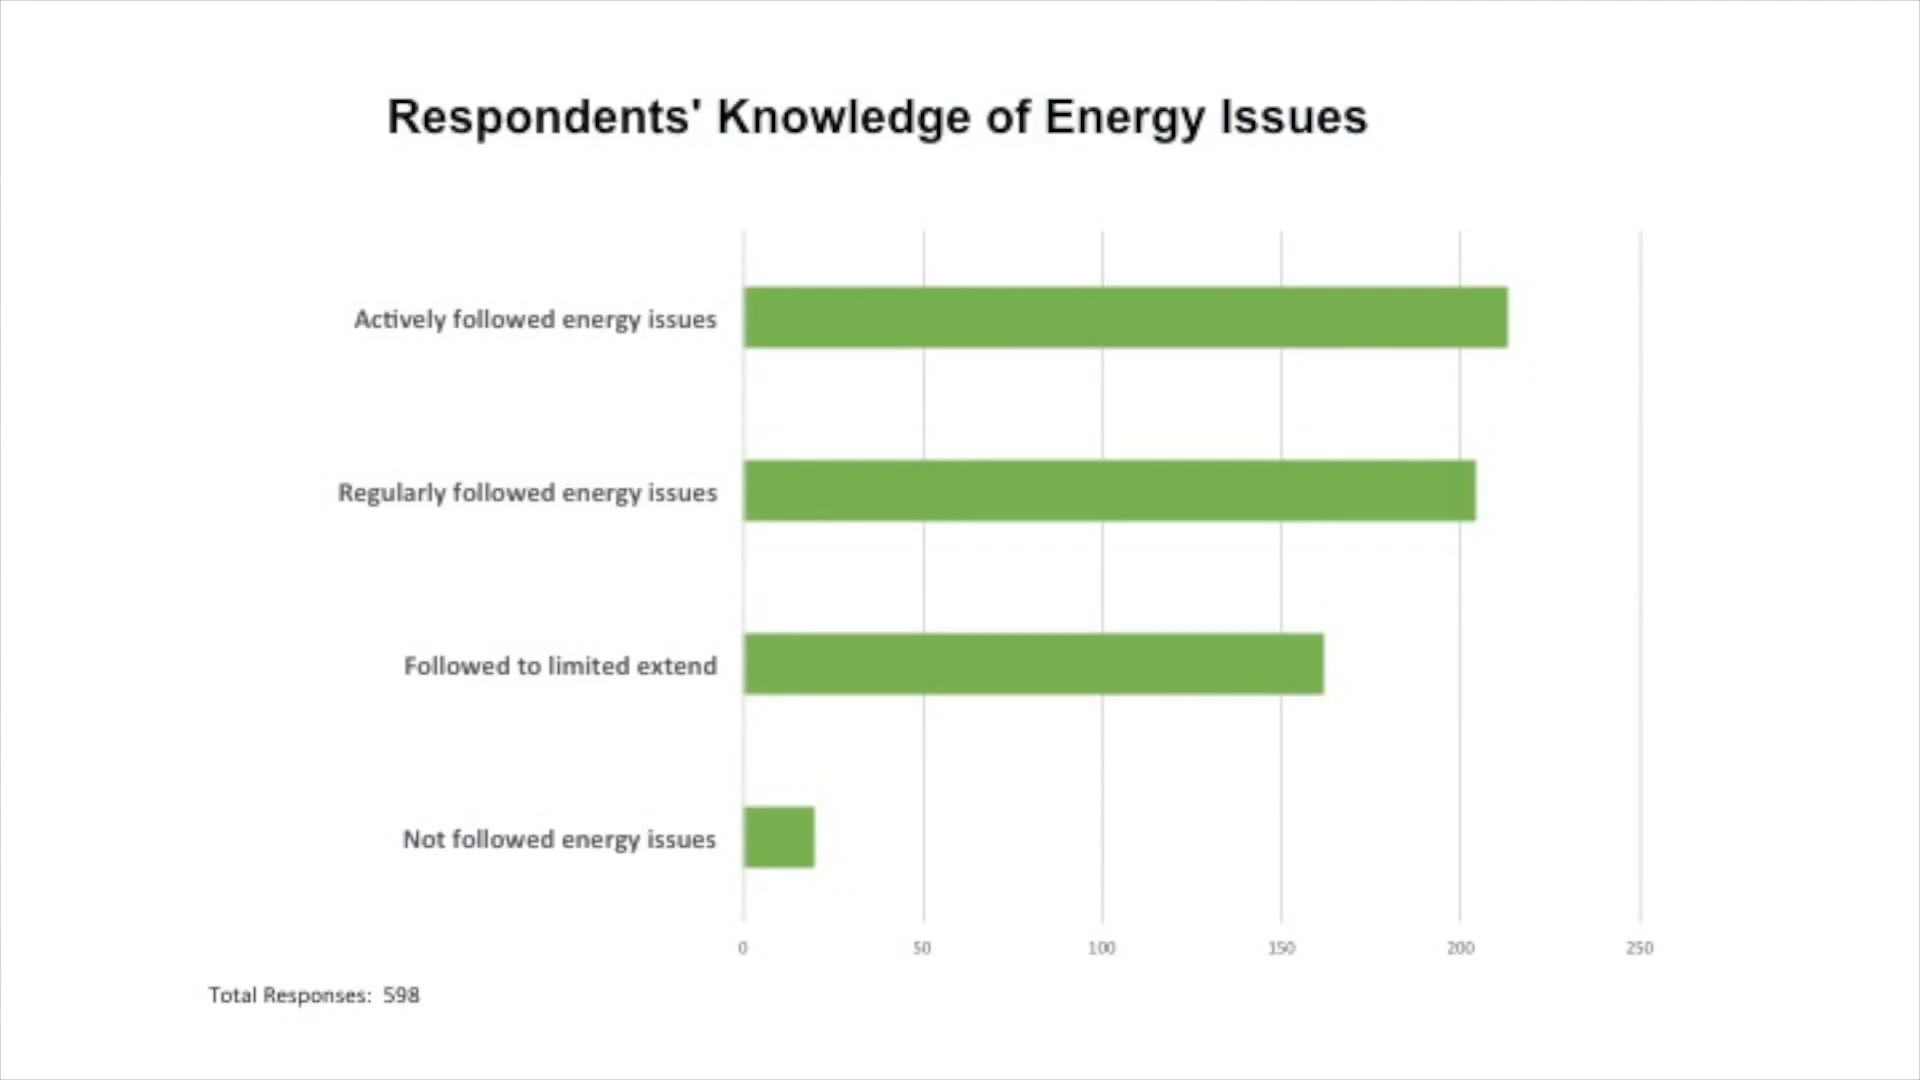 Respondents' Knowledge of Energy Issues
Actively followed energy issues
Regularly followed energy issues
Followed to limited extend
Not followed energy issues
0 50 100 150 200 250
Total Responses: 598